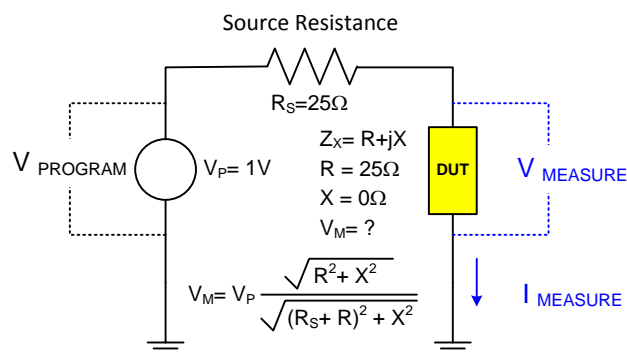 Source Resistance
R_S=25Ω
V PROGRAM
V_P= 1V
Z_X= R+jX
R = 25Ω
X = 0Ω
V_M= ?
DUT
V MEASURE
V_M= V_P √(R²+ X²) / √((R_S+ R)² + X²)
I MEASURE